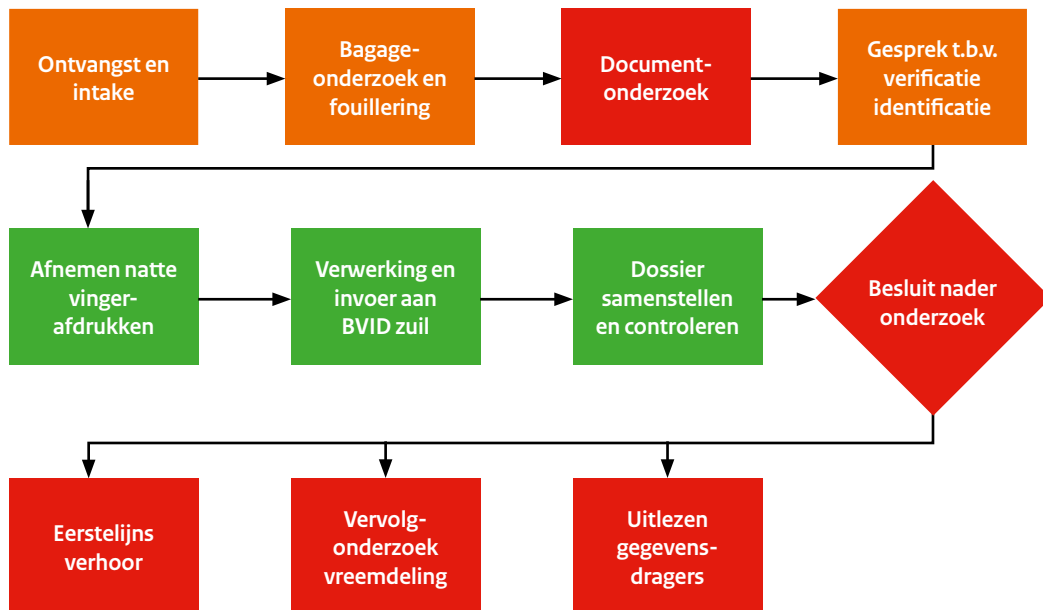 Ontvangst en
intake
Bagage-
onderzoek en
fouillering
Document-
onderzoek
Gesprek t.b.v.
verificatie
identificatie
Afnemen natte
vinger-
afdrukken
Verwerking en
invoer aan
BVID zuil
Dossier
samenstellen
en controleren
Besluit nader
onderzoek
Eerstelijns
verhoor
Vervolg-
onderzoek
vreemdeling
Uitlezen
gegevens-
dragers